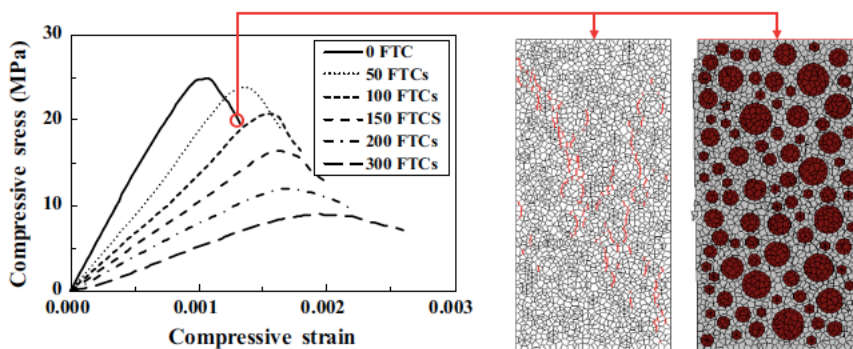 30
20
10
0
Compressive sress (MPa)
0 FTC
50 FTCs
100 FTCs
150 FTCS
200 FTCs
300 FTCs
0.000
0.001
0.002
0.003
Compressive strain